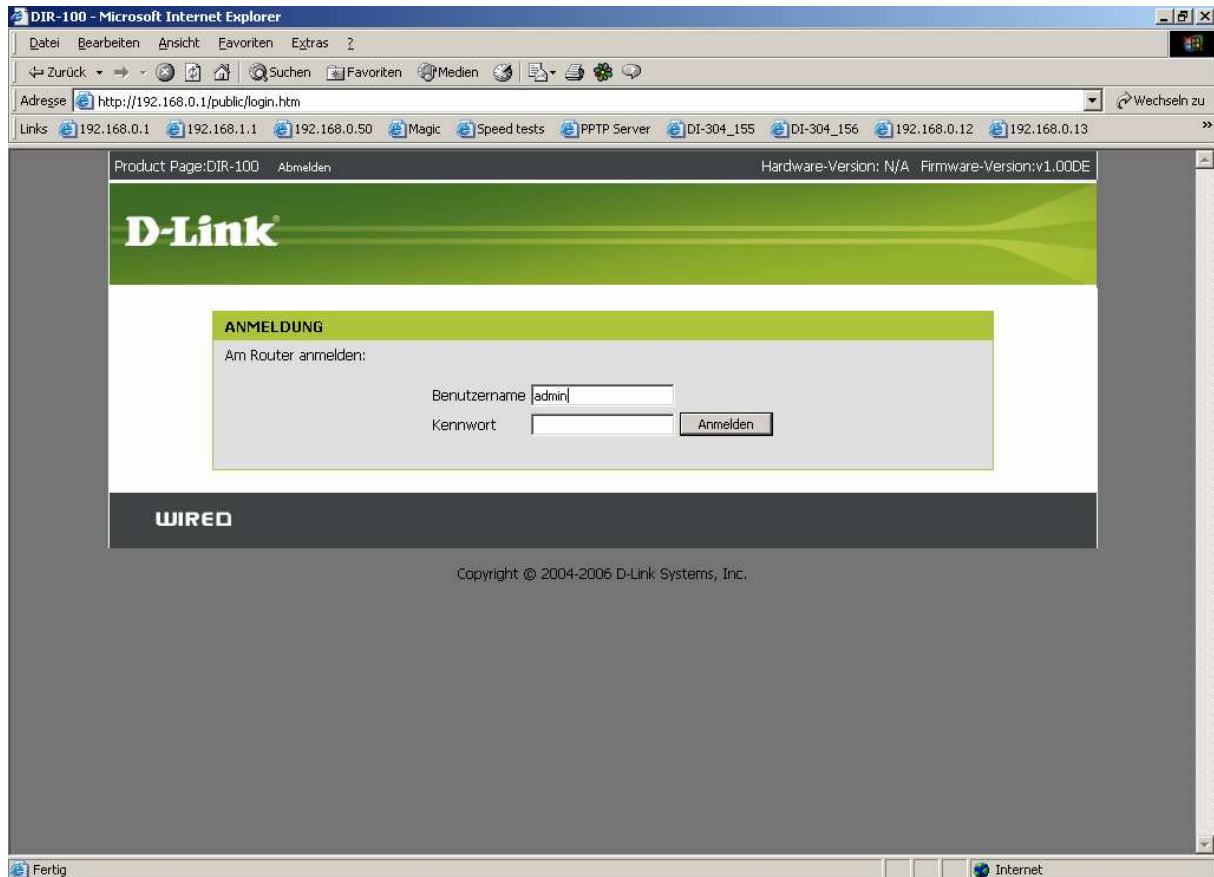 DIR-100 - Microsoft Internet Explorer
Datei Bearbeiten Ansicht Favoriten Extras ?
Zurück Suchen Favoriten Medien
Adresse http://192.168.0.1/public/login.htm Wechseln zu
Links 192.168.0.1 192.168.1.1 192.168.0.50 Magic Speed tests PPTP Server DI-304_155 DI-304_156 192.168.0.12 192.168.0.13 »
Product Page:DIR-100 Abmelden Hardware-Version: N/A Firmware-Version:v1.00DE
D-Link®
ANMELDUNG
Am Router anmelden:
Benutzername admin
Kennwort Anmelden
WIRED
Copyright © 2004-2006 D-Link Systems, Inc.
Fertig Internet